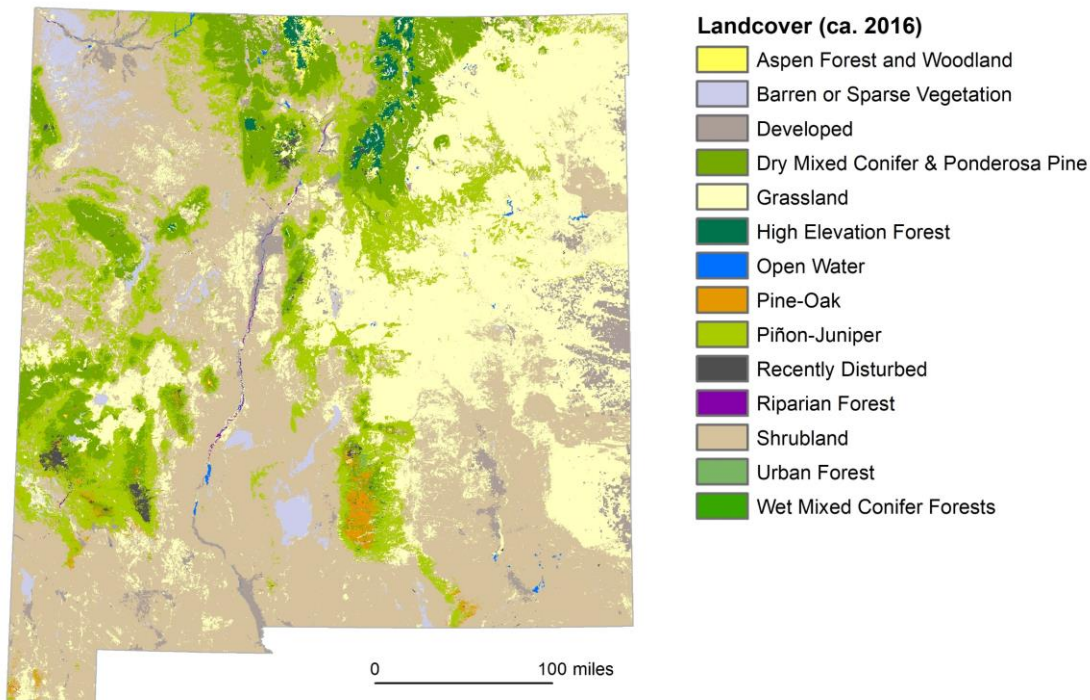 Landcover (ca. 2016)
Aspen Forest and Woodland
Barren or Sparse Vegetation
Developed
Dry Mixed Conifer & Ponderosa Pine
Grassland
High Elevation Forest
Open Water
Pine-Oak
Piñon-Juniper
Recently Disturbed
Riparian Forest
Shrubland
Urban Forest
Wet Mixed Conifer Forests
0 100 miles